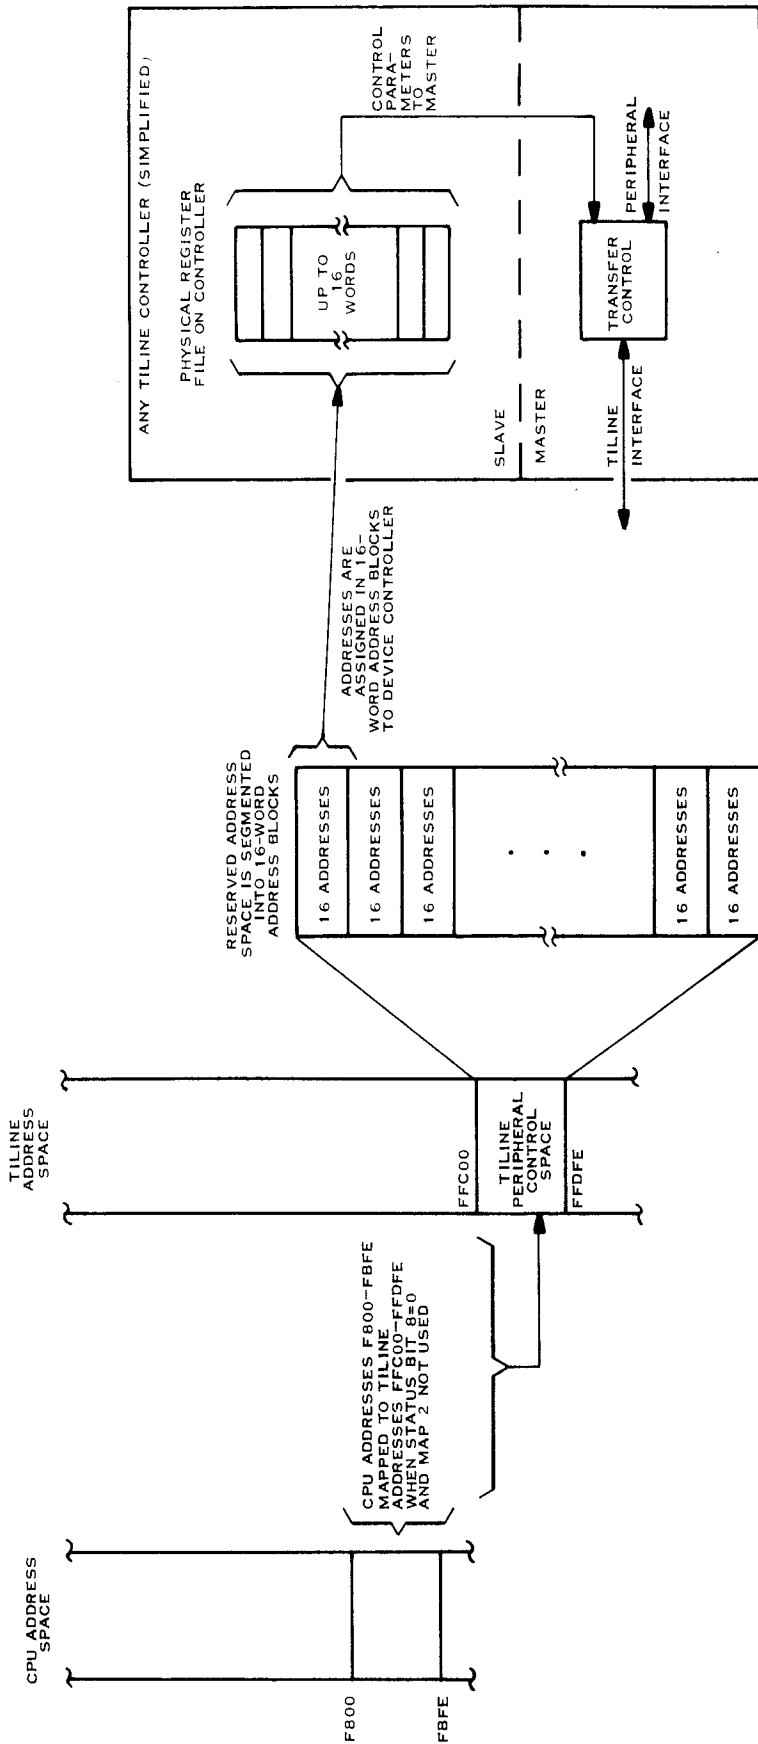 CPU ADDRESS
SPACE
F800
FBFE
CPU ADDRESSES F800-FBFE
MAPPED TO TILINE
ADDRESSES FFC00-FFDFE
WHEN STATUS BIT 8=0
AND MAP 2 NOT USED
TILINE
ADDRESS
SPACE
FFC00
TILINE
PERIPHERAL
CONTROL
SPACE
FFDFE
RESERVED ADDRESS
SPACE IS SEGMENTED
INTO 16-WORD
ADDRESS BLOCKS
16 ADDRESSES
16 ADDRESSES
16 ADDRESSES
16 ADDRESSES
16 ADDRESSES
ADDRESSES ARE
ASSIGNED IN 16-
WORD ADDRESS BLOCKS
TO DEVICE CONTROLLER
ANY TILINE CONTROLLER (SIMPLIFIED)
PHYSICAL REGISTER
FILE ON CONTROLLER
UP TO
16
WORDS
CONTROL
PARA-
METERS
TO
MASTER
SLAVE
MASTER
TILINE
INTERFACE
TRANSFER
CONTROL
PERIPHERAL
INTERFACE